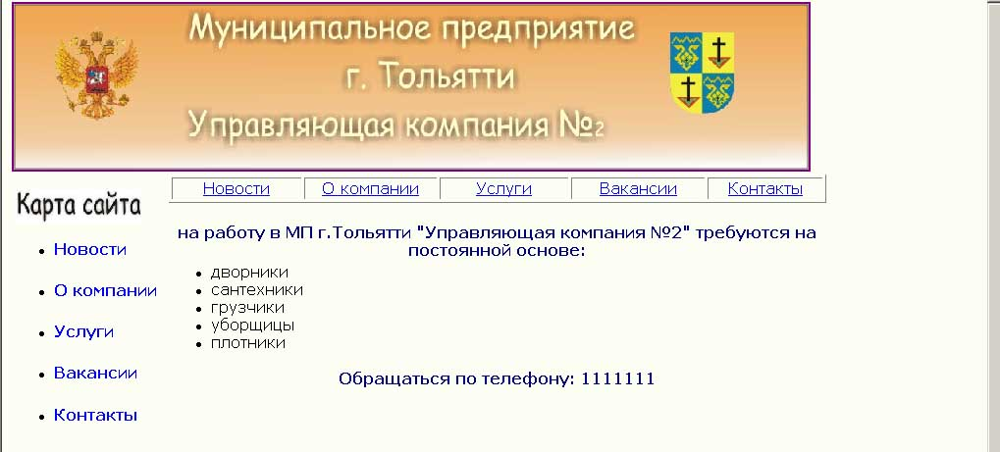 Муниципальное предприятие
г. Тольятти
Управляющая компания №2
Карта сайта
Новости
О компании
Услуги
Вакансии
Контакты
Новости О компании Услуги Вакансии Контакты
на работу в МП г.Тольятти "Управляющая компания №2" требуются на
постоянной основе:
дворники
сантехники
грузчики
уборщицы
плотники
Обращаться по телефону: 1111111